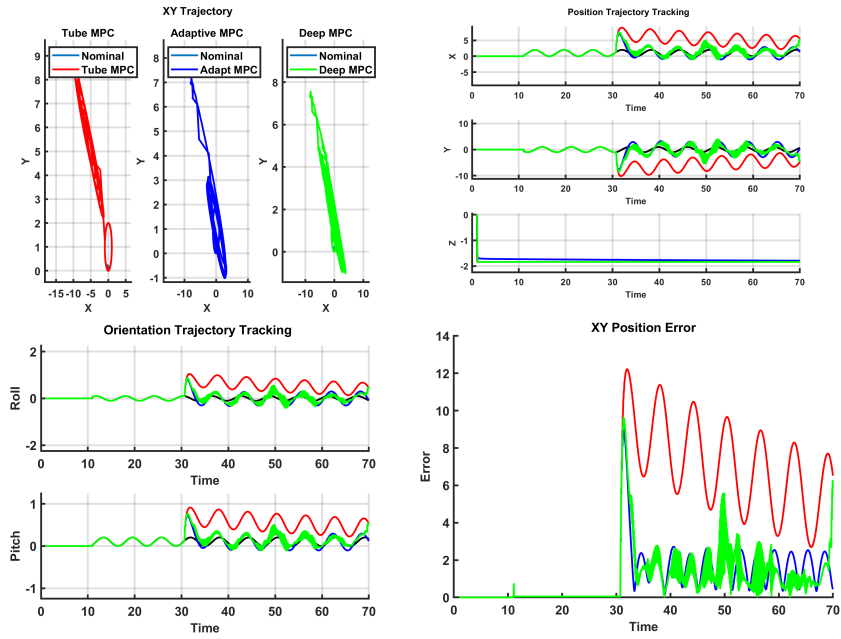 XY Trajectory
Tube MPC
Adaptive MPC
Deep MPC
Nominal
Tube MPC
Nominal
Adapt MPC
Nominal
Deep MPC
9
8
7
6
5
4
3
2
1
0
Y
-15 -10 -5 0 5
X
8
7
6
5
4
3
2
1
0
-1
Y
-10 0 10
X
8
6
4
2
0
Y
-10 0 10
X
Position Trajectory Tracking
5
0
-5
X
0 10 20 30 40 50 60 70
Time
10
0
-10
Y
0 10 20 30 40 50 60 70
Time
0
-1
-2
Z
0 10 20 30 40 50 60 70
Time
Orientation Trajectory Tracking
2
0
-2
Roll
0 10 20 30 40 50 60 70
Time
1
0
-1
Pitch
0 10 20 30 40 50 60 70
Time
XY Position Error
14
12
10
8
6
4
2
0
Error
0 10 20 30 40 50 60 70
Time